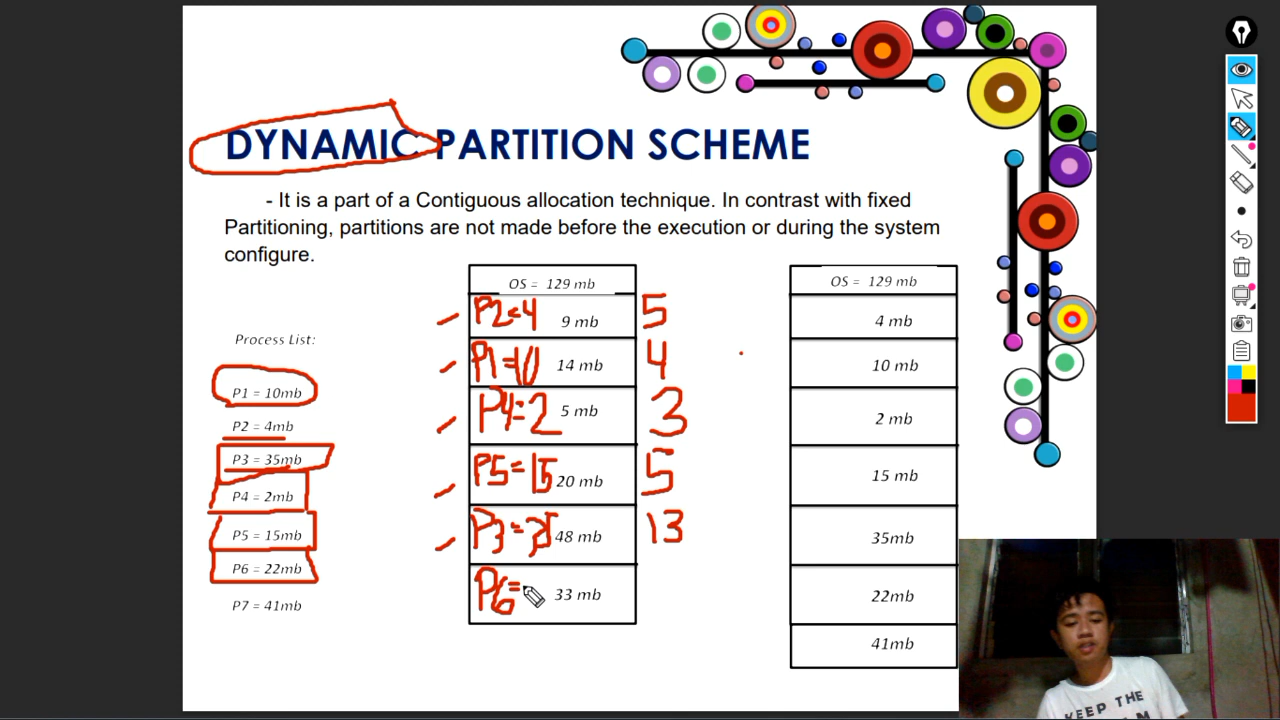 DYNAMIC PARTITION SCHEME
- It is a part of a Contiguous allocation technique. In contrast with fixed
Partitioning, partitions are not made before the execution or during the system
configure.
Process List:
P1 = 10mb
P2 = 4mb
P3 = 35mb
P4 = 2mb
P5 = 15mb
P6 = 22mb
P7 = 41mb
OS = 129 mb
P2=4 9 mb 5
P1=10 14 mb 4
P4=2 5 mb 3
P5=15 20 mb 5
P3=35 48 mb 13
P6= 33 mb
OS = 129 mb
4 mb
10 mb
2 mb
15 mb
35mb
22mb
41mb
KEEP THE
M